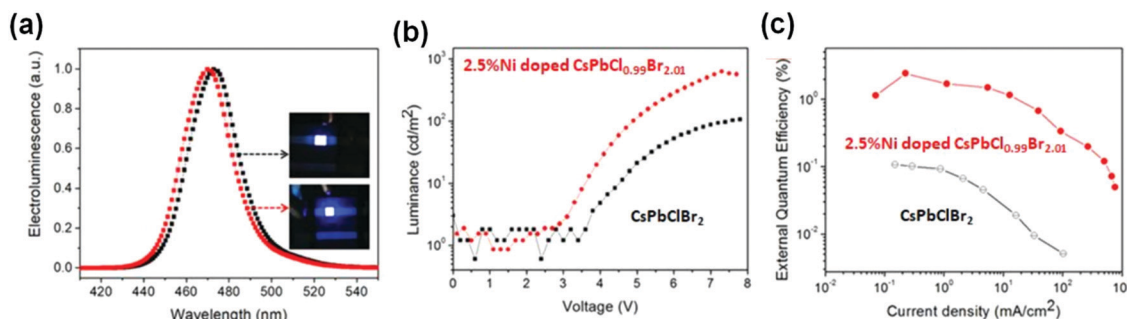 (a)
Electroluminescence (a.u.)
1.0
0.8
0.6
0.4
0.2
0.0
420 440 460 480 500 520 540
Wavelength (nm)
(b)
Luminance (cd/m²)
10³
10²
10¹
10⁰
2.5%Ni doped CsPbCl₀.₉₉Br₂.₀₁
CsPbClBr₂
0 1 2 3 4 5 6 7 8
Voltage (V)
(c)
External Quantum Efficiency (%)
10⁰
10⁻¹
10⁻²
2.5%Ni doped CsPbCl₀.₉₉Br₂.₀₁
CsPbClBr₂
10⁻² 10⁻¹ 10⁰ 10¹ 10² 10³
Current density (mA/cm²)